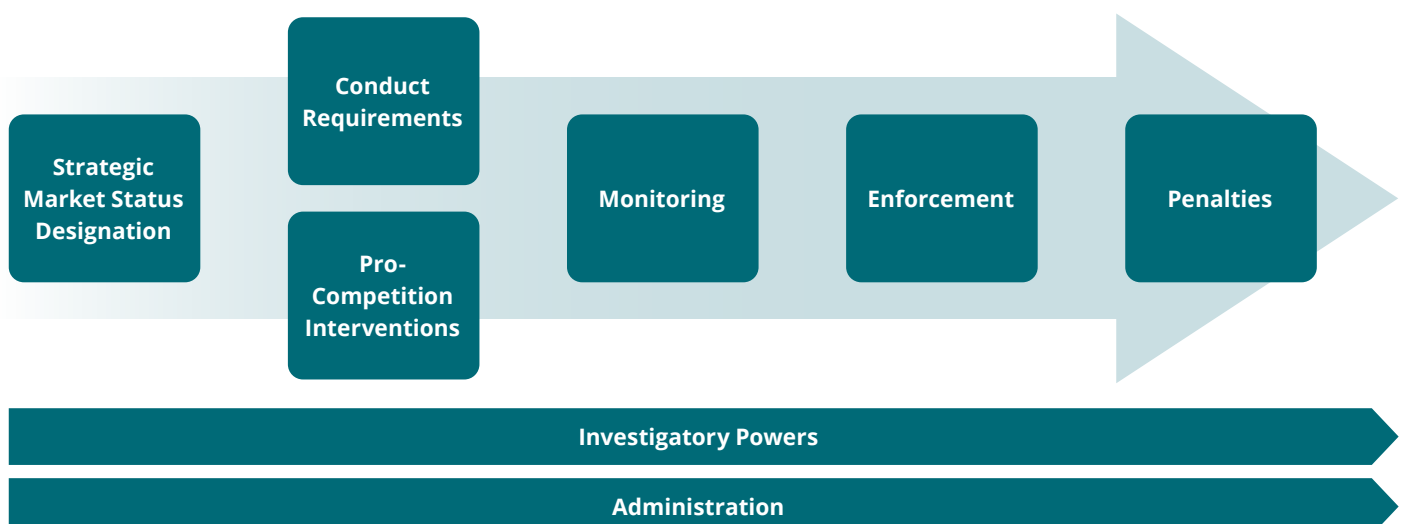 Strategic
Market Status
Designation
Conduct
Requirements
Pro-
Competition
Interventions
Monitoring
Enforcement
Penalties
Investigatory Powers
Administration